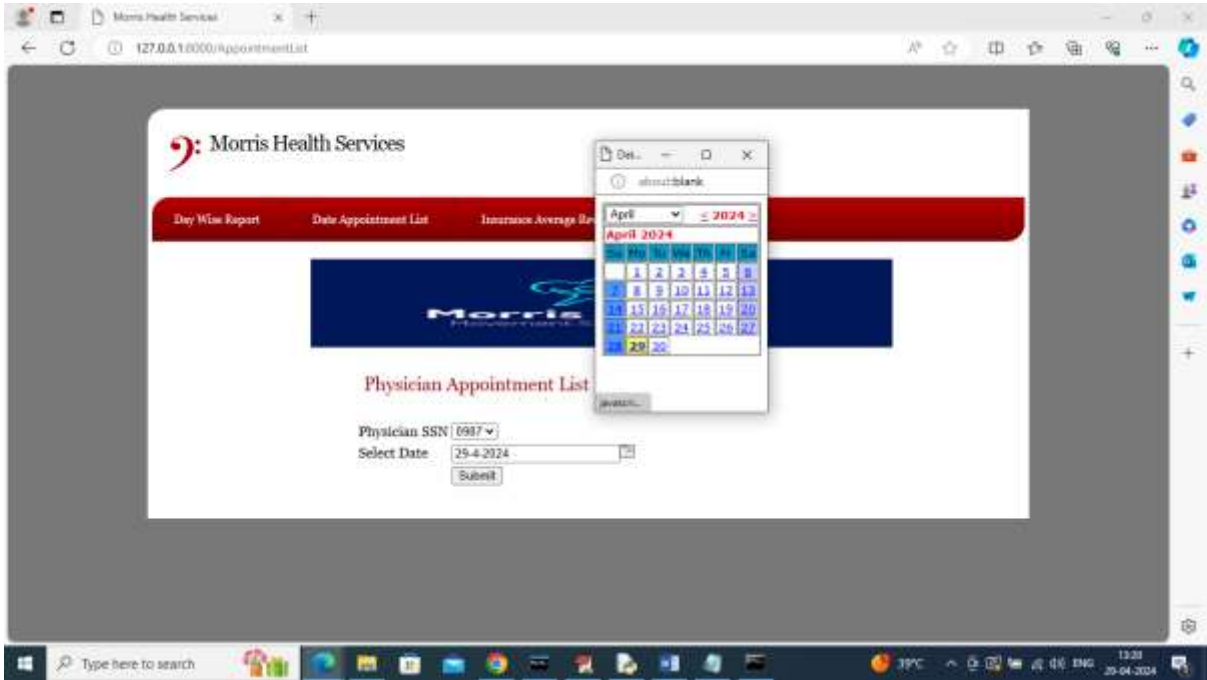 Morris Health Services
127.0.0.1:8000/AppointmentList
Morris Health Services
Day Wise Report
Date Appointment List
Insurance Average Rev
Morris
Physician Appointment List
Physician SSN 0987
Select Date 29-4-2024
Submit
about:blank
April < 2024 >
April 2024
Su Mo Tu We Th Fr Sa
1 2 3 4 5 6
7 8 9 10 11 12 13
14 15 16 17 18 19 20
21 22 23 24 25 26 27
28 29 30
Type here to search
39°C
ENG
13:20
29-04-2024